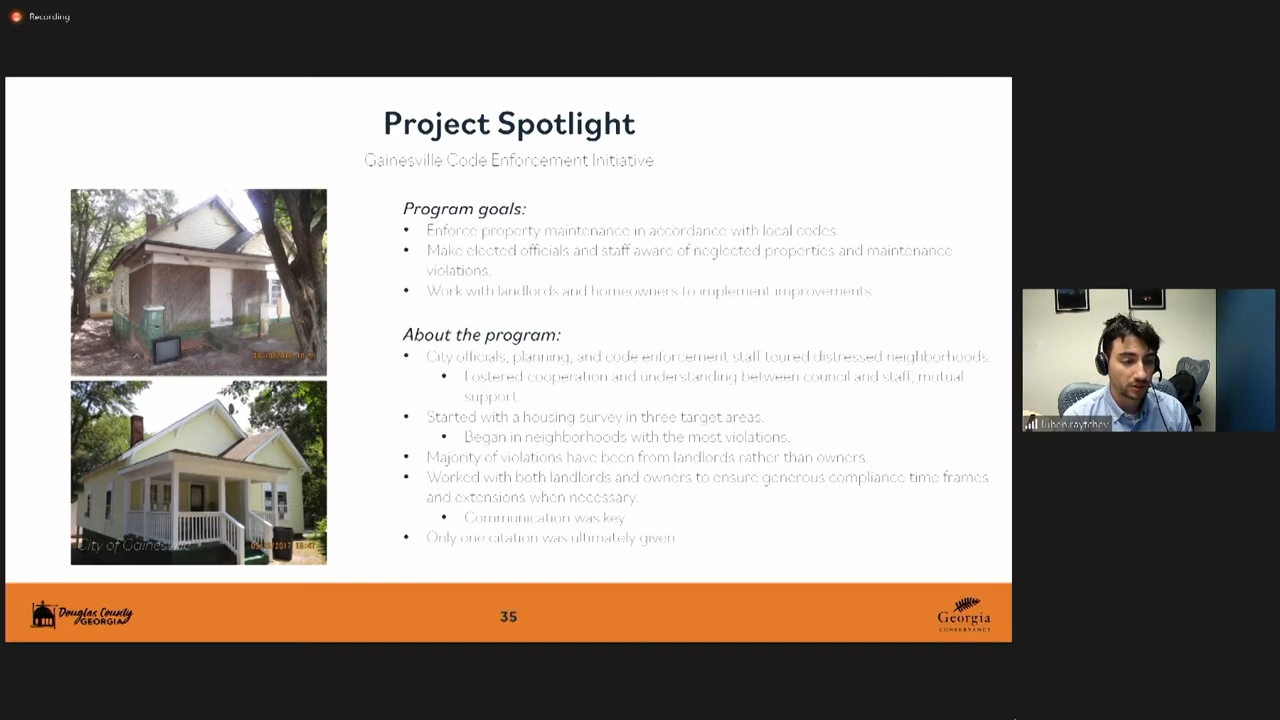 Recording
Project Spotlight
Gainesville Code Enforcement Initiative
Program goals:
• Enforce property maintenance in accordance with local codes.
• Make elected officials and staff aware of neglected properties and maintenance
violations.
• Work with landlords and homeowners to implement improvements.
About the program:
• City officials, planning, and code enforcement staff toured distressed neighborhoods.
• Fostered cooperation and understanding between council and staff; mutual
support.
• Started with a housing survey in three target areas.
• Began in neighborhoods with the most violations.
• Majority of violations have been from landlords rather than owners.
• Worked with both landlords and owners to ensure generous compliance time frames
and extensions when necessary.
• Communication was key
• Only one citation was ultimately given
City of Gainesville
luben.raytchev
Douglas County
GEORGIA
35
Georgia
CONSERVANCY